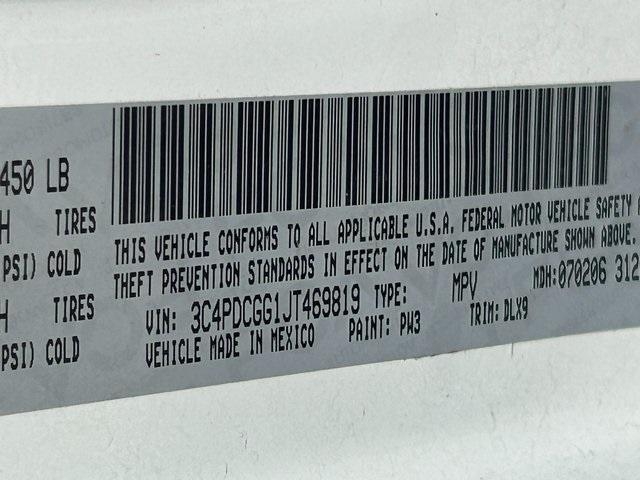 450 LB
TIRES
PSI) COLD
TIRES
PSI) COLD
THIS VEHICLE CONFORMS TO ALL APPLICABLE U.S.A. FEDERAL MOTOR VEHICLE SAFETY
THEFT PREVENTION STANDARDS IN EFFECT ON THE DATE OF MANUFACTURE SHOWN ABOVE.
VIN: 3C4PDCGG1JT469819 TYPE: MPV MDH:070206 312
VEHICLE MADE IN MEXICO PAINT: PW3 TRIM:DLX9